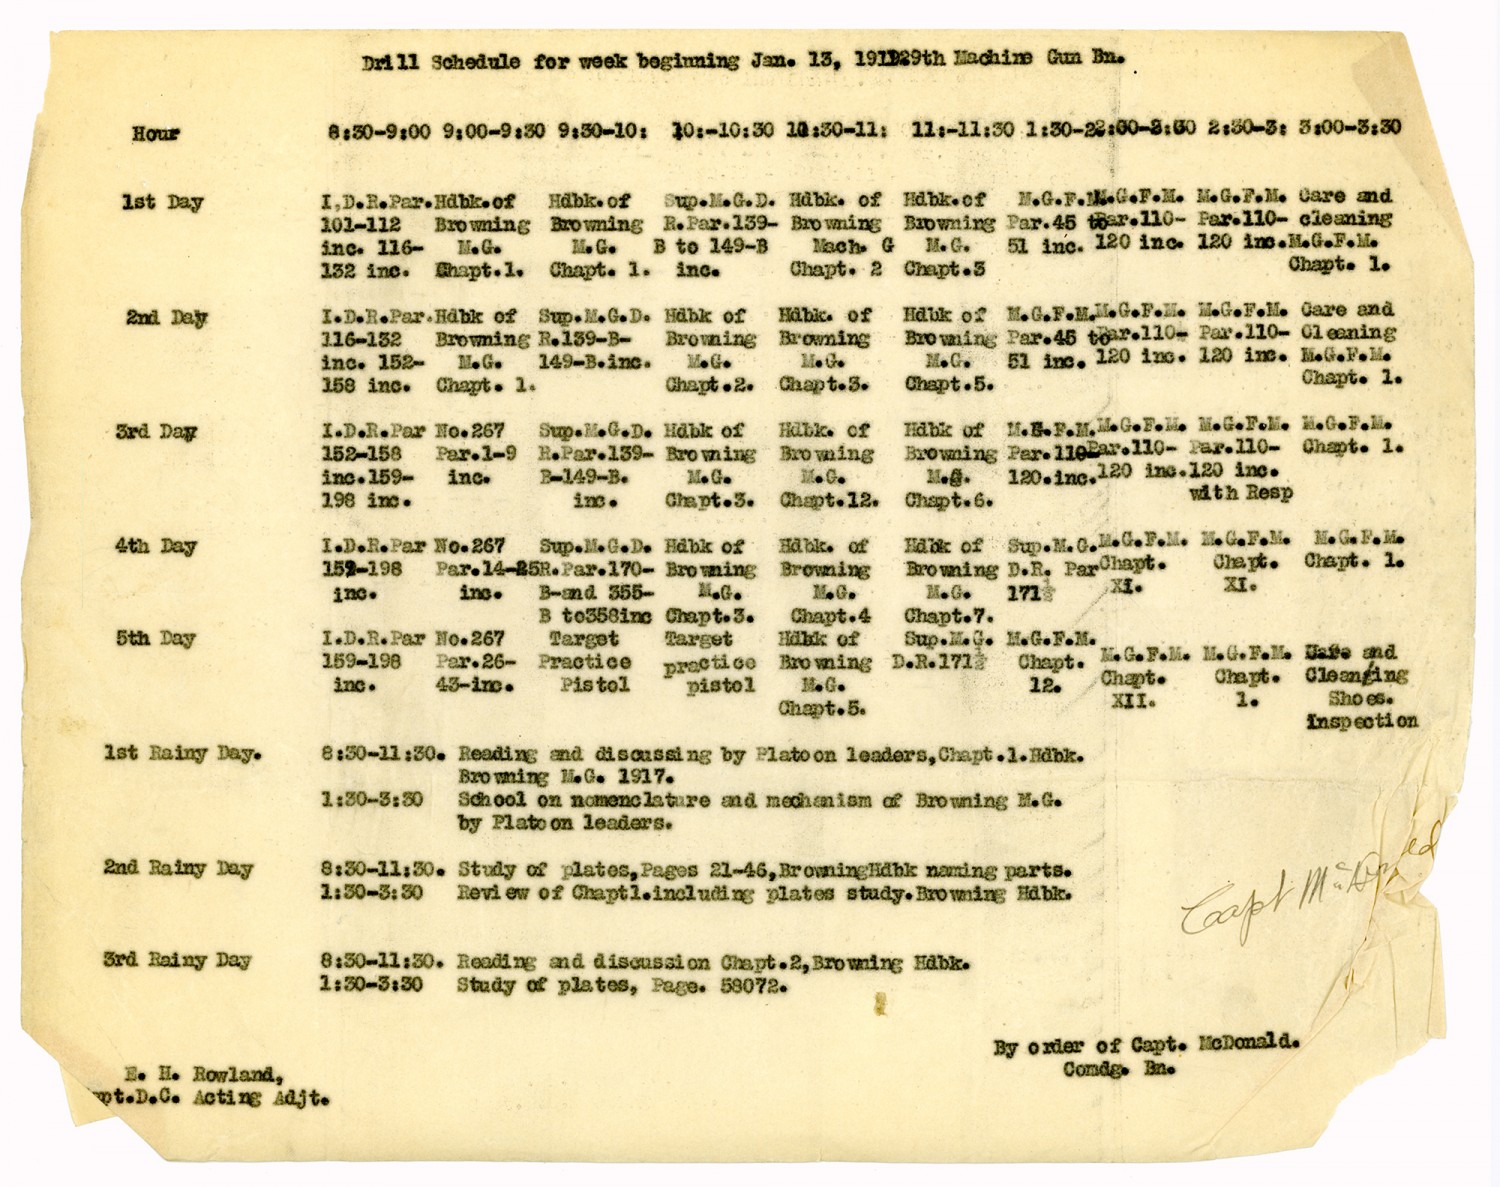 Drill Schedule for week beginning Jan. 13, 1919 29th Machine Gun Bn.
Hour 8:30-9:00 9:00-9:30 9:30-10: 10:-10:30 10:30-11: 11:-11:30 1:30-2: 2:00-2:30 2:30-3: 3:00-3:30
1st Day I.D.R.Par. Hdbk.of Hdbk.of Sup.M.G.D. Hdbk. of Hdbk.of M.G.F.M. M.G.F.M. M.G.F.M. Care and
101-112 Browning Browning R.Par.139- Browning Browning Par.45 to Par.110- Par.110- cleaning
inc. 116- M.G. M.G. B to 149-B Mach. G M.G. 51 inc. 120 inc. 120 inc. M.G.F.M.
132 inc. Chapt.1. Chapt. 1. inc. Chapt. 2 Chapt.3 Chapt. 1.
2nd Day I.D.R.Par. Hdbk of Sup.M.G.D. Hdbk of Hdbk. of Hdbk of M.G.F.M. M.G.F.M. M.G.F.M. Care and
116-132 Browning R.139-B- Browning Browning Browning Par.45 to Par.110- Par.110- Cleaning
inc. 152- M.G. 149-B.inc. M.G. M.G. M.G. 51 inc. 120 inc. 120 inc. M.G.F.M.
158 inc. Chapt. 1. Chapt.2. Chapt.3. Chapt.5. Chapt. 1.
3rd Day I.D.R.Par No.267 Sup.M.G.D. Hdbk of Hdbk. of Hdbk of M.G.F.M. M.G.F.M. M.G.F.M. M.G.F.M.
152-158 Par.1-9 R.Par.139- Browning Browning Browning Par.110- Par.110- Par.110- Chapt. 1.
inc.159- inc. B-149-B. M.G. M.G. M.G. 120.inc. 120 inc. 120 inc.
198 inc. inc. Chapt.3. Chapt.12. Chapt.6. with Resp
4th Day I.D.R.Par No.267 Sup.M.G.D. Hdbk of Hdbk. of Hdbk of Sup.M.G. M.G.F.M. M.G.F.M. M.G.F.M.
152-198 Par.14-25 R.Par.170- Browning Browning Browning D.R. Par Chapt. Chapt. Chapt. 1.
inc. inc. B-and 355- M.G. M.G. M.G. 171½ XI. XI.
B to358inc Chapt.3. Chapt.4 Chapt.7.
5th Day I.D.R.Par No.267 Target Target Hdbk of Sup.M.G. M.G.F.M. M.G.F.M. M.G.F.M. Care and
159-198 Par.26- Practice practice Browning D.R.171½ Chapt. Chapt. Chapt. Cleanging
inc. 43-inc. Pistol pistol M.G. 12. XII. 1. Shoes.
Chapt.5. Inspection
1st Rainy Day. 8:30-11:30. Reading and discussing by Platoon leaders,Chapt.1.Hdbk.
Browning M.G. 1917.
1:30-3:30 School on nomenclature and mechanism of Browning M.G.
by Platoon leaders.
2nd Rainy Day 8:30-11:30. Study of plates,Pages 21-46,BrowningHdbk naming parts.
1:30-3:30 Review of Chapt1.including plates study.Browning Hdbk.
3rd Rainy Day 8:30-11:30. Reading and discussion Chapt.2,Browning Hdbk.
1:30-3:30 Study of plates, Page. 58072.
Capt
By order of Capt. McDonald.
Comdg. Bn.
E. H. Rowland,
pt.D.C. Acting Adjt.